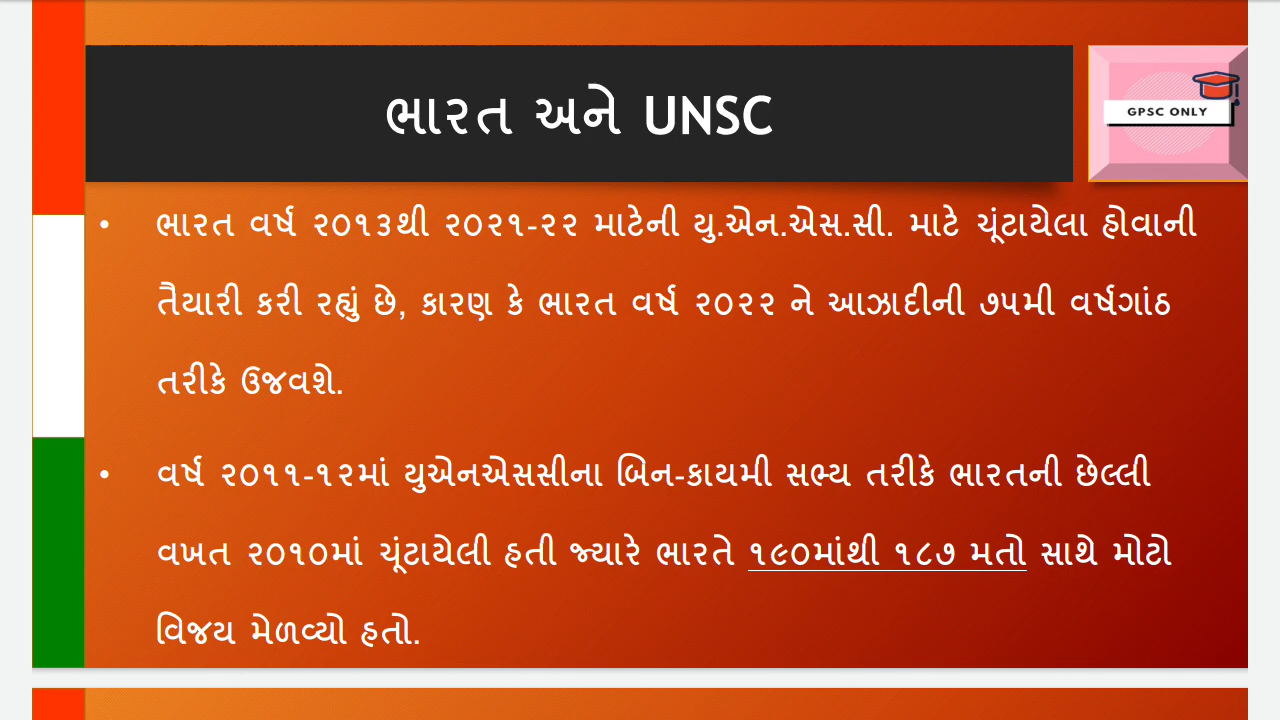 ભારત અને UNSC
GPSC ONLY
• ભારત વર્ષ ૨૦૧૩થી ૨૦૨૧-૨૨ માટેની યુ.એન.એસ.સી. માટે ચૂંટાયેલા હોવાની
તૈયારી કરી રહ્યું છે, કારણ કે ભારત વર્ષ ૨૦૨૨ ને આઝાદીની ૭૫મી વર્ષગાંઠ
તરીકે ઉજવશે.
• વર્ષ ૨૦૧૧-૧૨માં યુએનએસસીના બિન-કાયમી સભ્ય તરીકે ભારતની છેલ્લી
વખત ૨૦૧૦માં ચૂંટાયેલી હતી જ્યારે ભારતે ૧૯૦માંથી ૧૮૭ મતો સાથે મોટો
વિજય મેળવ્યો હતો.